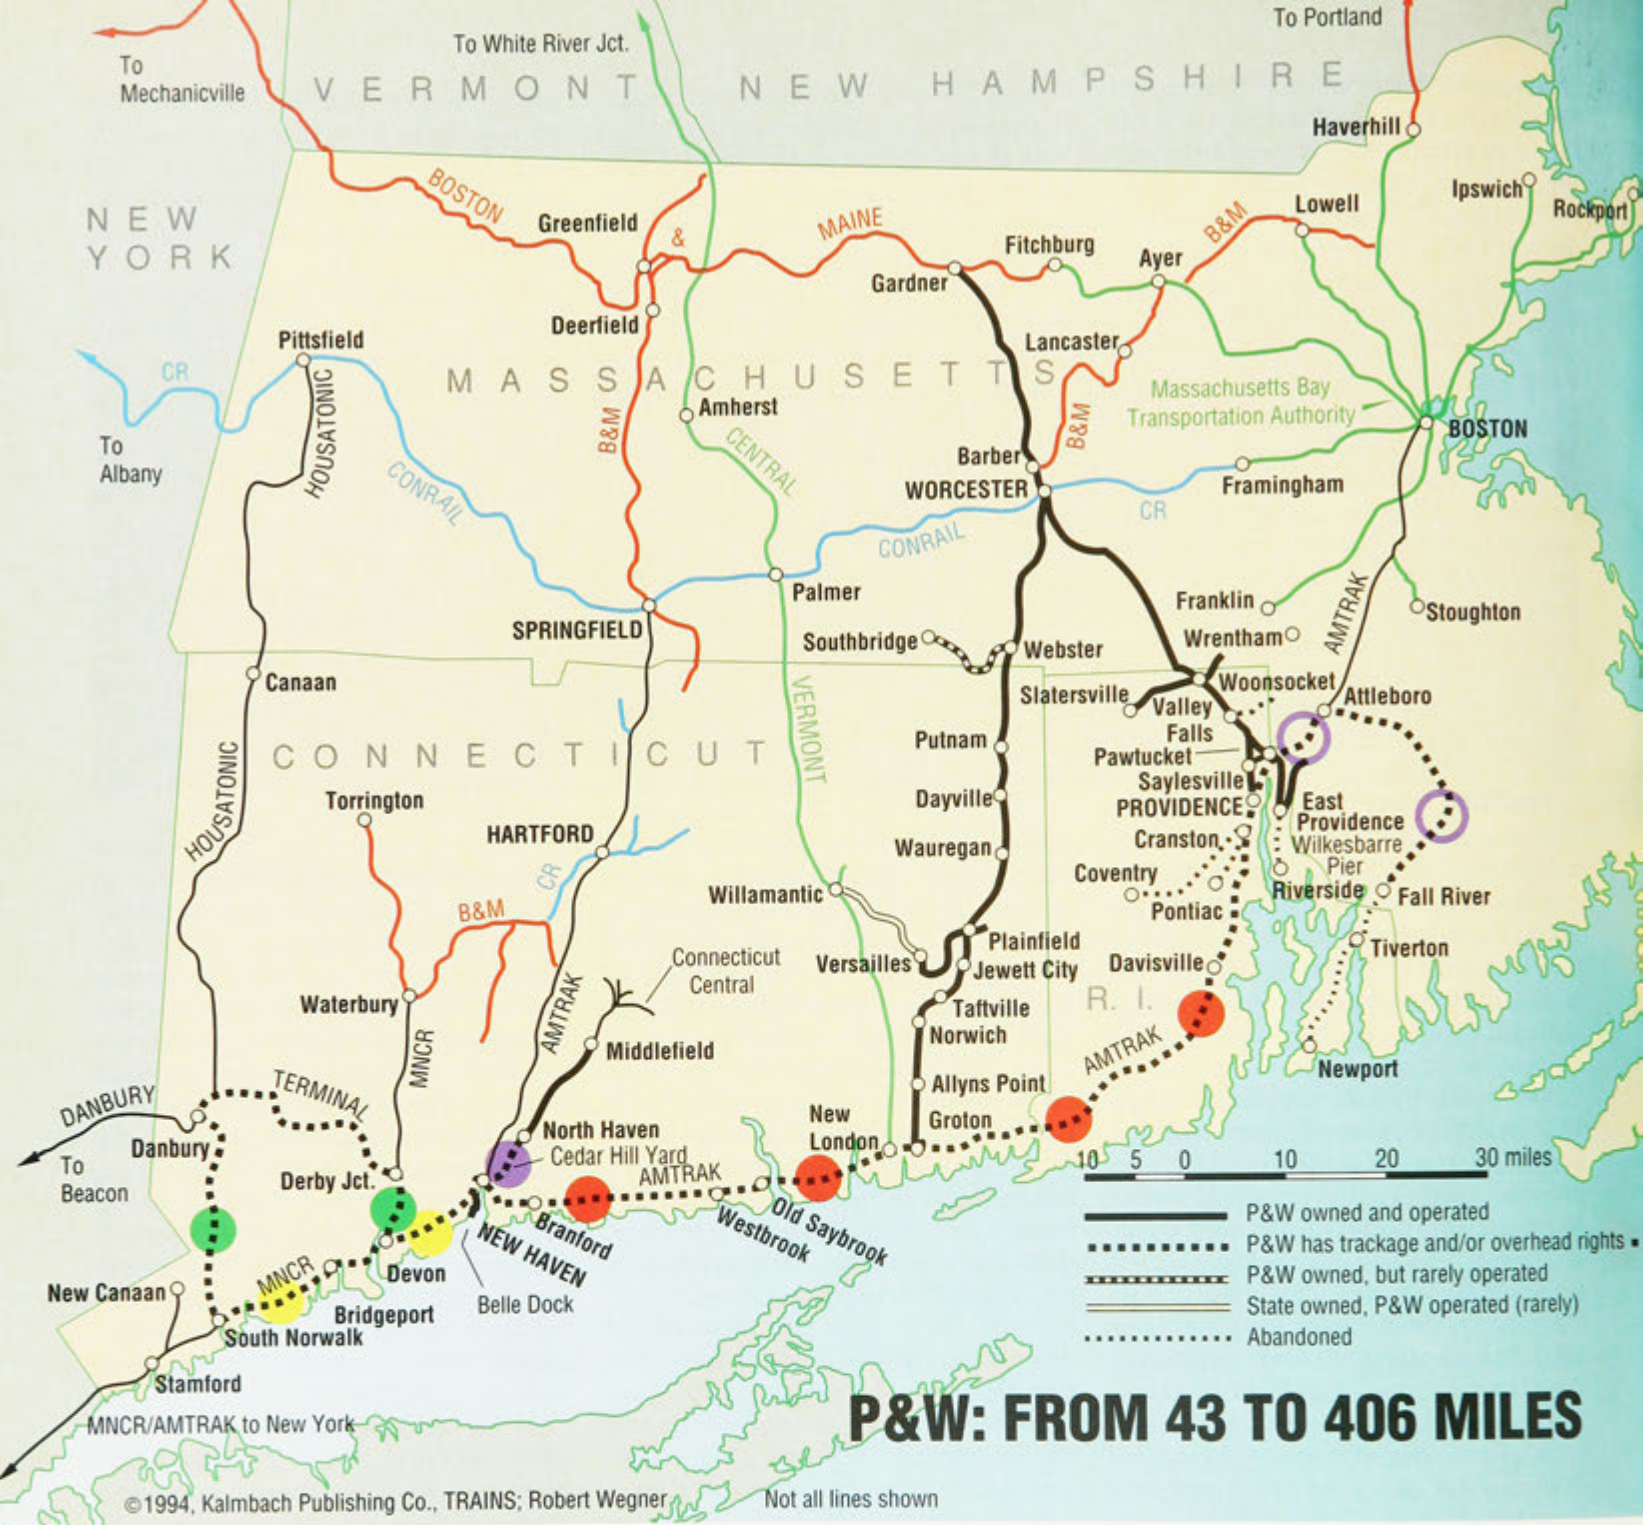 To Portland
To White River Jct.
To
Mechanicville
VERMONT
NEW HAMPSHIRE
Haverhill
NEW
YORK
BOSTON
&
MAINE
B&M
Ipswich
Rockport
Lowell
Greenfield
Fitchburg
Ayer
Gardner
Deerfield
Lancaster
Pittsfield
CR
HOUSATONIC
MASSACHUSETTS
B&M
Amherst
B&M
Massachusetts Bay
Transportation Authority
BOSTON
To
Albany
CONRAIL
CENTRAL
Barber
WORCESTER
Framingham
CR
CONRAIL
Palmer
SPRINGFIELD
Southbridge
Webster
Franklin
Wrentham
AMTRAK
Stoughton
Canaan
VERMONT
Slatersville
Woonsocket
Valley
Falls
Attleboro
CONNECTICUT
Putnam
Pawtucket
Saylesville
HOUSATONIC
Torrington
Dayville
PROVIDENCE
East
Providence
HARTFORD
Wauregan
Cranston
Wilkesbarre
Pier
CR
Coventry
Riverside
Fall River
Willamantic
Pontiac
B&M
Plainfield
Tiverton
Connecticut
Central
Versailles
Jewett City
Davisville
Waterbury
AMTRAK
Taftville
R. I.
Norwich
MNCR
Middlefield
AMTRAK
Newport
Allyns Point
DANBURY
TERMINAL
New
London
Groton
Danbury
North Haven
Cedar Hill Yard
AMTRAK
To
Beacon
Derby Jct.
10 5 0 10 20 30 miles
Branford
Westbrook
Old Saybrook
NEW HAVEN
P&W owned and operated
P&W has trackage and/or overhead rights
P&W owned, but rarely operated
State owned, P&W operated (rarely)
Abandoned
New Canaan
MNCR
Devon
Bridgeport
Belle Dock
South Norwalk
Stamford
MNCR/AMTRAK to New York
P&W: FROM 43 TO 406 MILES
©1994, Kalmbach Publishing Co., TRAINS; Robert Wegner
Not all lines shown